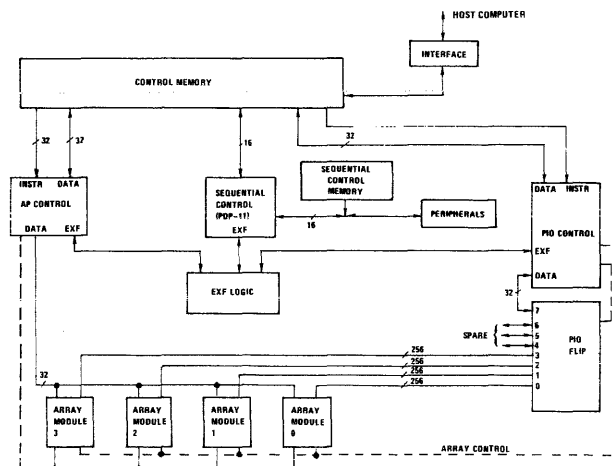 HOST COMPUTER
INTERFACE
CONTROL MEMORY
32
37
16
32
INSTR DATA
AP CONTROL
DATA EXF
SEQUENTIAL
CONTROL
(PDP-11)
EXF
SEQUENTIAL
CONTROL
MEMORY
16
PERIPHERALS
DATA INSTR
PIO CONTROL
EXF
DATA
EXF LOGIC
32
7
6
SPARE
5
4
PIO
FLIP
3
2
1
0
256
256
256
256
32
ARRAY
MODULE
3
ARRAY
MODULE
2
ARRAY
MODULE
1
ARRAY
MODULE
0
ARRAY CONTROL